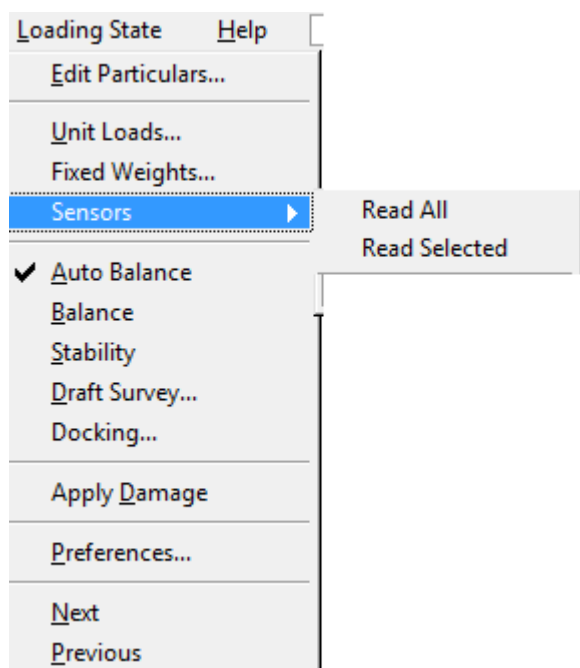 Loading State Help
Edit Particulars...
Unit Loads...
Fixed Weights...
Sensors
Read All
Read Selected
Auto Balance
Balance
Stability
Draft Survey...
Docking...
Apply Damage
Preferences...
Next
Previous